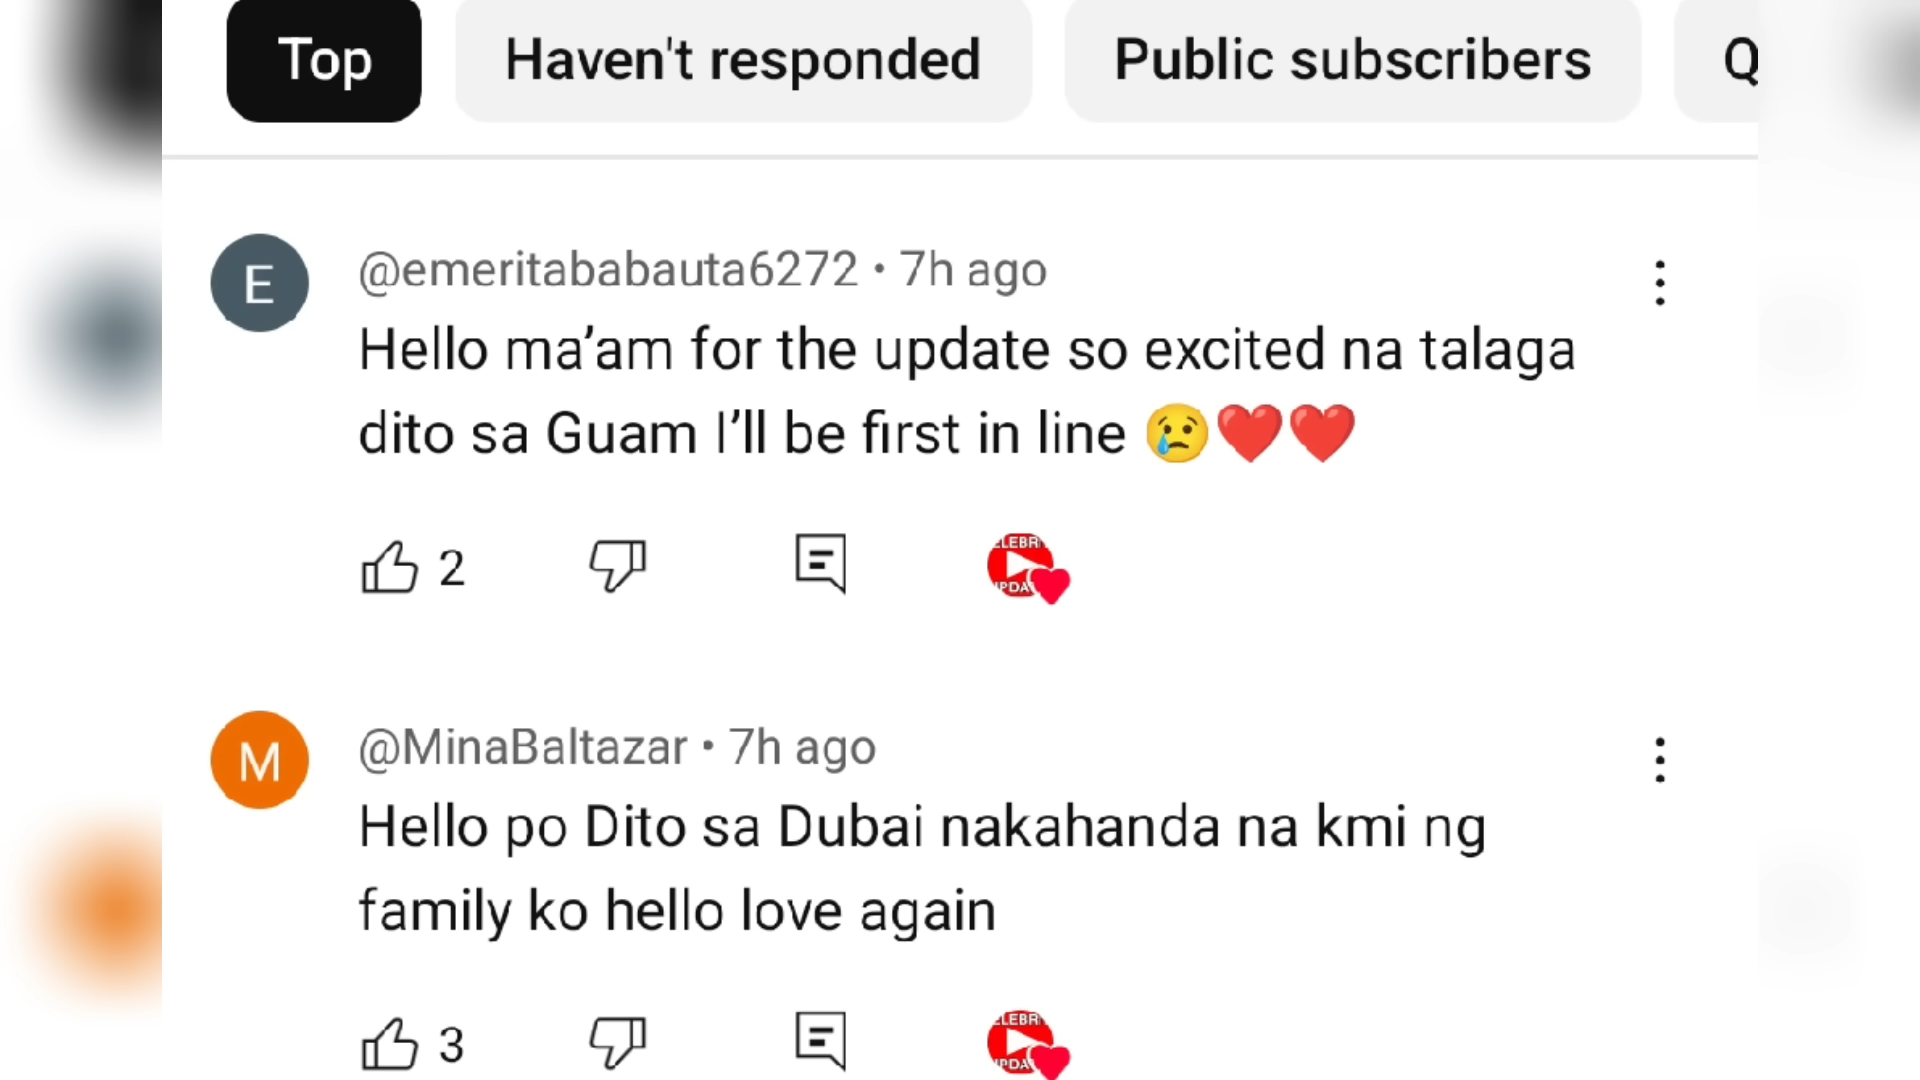 Top Haven't responded Public subscribers Q
E @emeritababauta6272 • 7h ago
Hello ma’am for the update so excited na talaga
dito sa Guam I’ll be first in line 😢❤️❤️
2
M @MinaBaltazar • 7h ago
Hello po Dito sa Dubai nakahanda na kmi ng
family ko hello love again
3